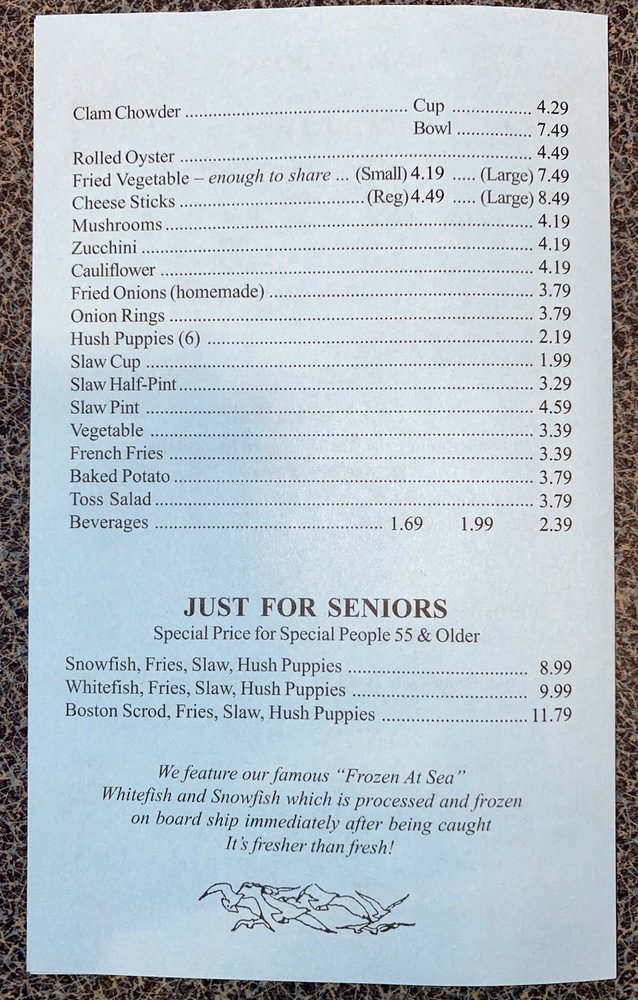 Clam Chowder ........................................ Cup .............. 4.29
Bowl .............. 7.49
Rolled Oyster ................................................................ 4.49
Fried Vegetable – enough to share ... (Small) 4.19 ..... (Large) 7.49
Cheese Sticks .................................. (Reg) 4.49 ..... (Large) 8.49
Mushrooms .................................................................. 4.19
Zucchini ....................................................................... 4.19
Cauliflower ................................................................... 4.19
Fried Onions (homemade) ................................................ 3.79
Onion Rings .................................................................. 3.79
Hush Puppies (6) ........................................................... 2.19
Slaw Cup ...................................................................... 1.99
Slaw Half-Pint ................................................................ 3.29
Slaw Pint ...................................................................... 4.59
Vegetable ..................................................................... 3.39
French Fries .................................................................. 3.39
Baked Potato ................................................................. 3.79
Toss Salad .................................................................... 3.79
Beverages .......................................... 1.69 1.99 2.39
JUST FOR SENIORS
Special Price for Special People 55 & Older
Snowfish, Fries, Slaw, Hush Puppies ................................ 8.99
Whitefish, Fries, Slaw, Hush Puppies ............................... 9.99
Boston Scrod, Fries, Slaw, Hush Puppies .......................... 11.79
We feature our famous “Frozen At Sea”
Whitefish and Snowfish which is processed and frozen
on board ship immediately after being caught
It's fresher than fresh!